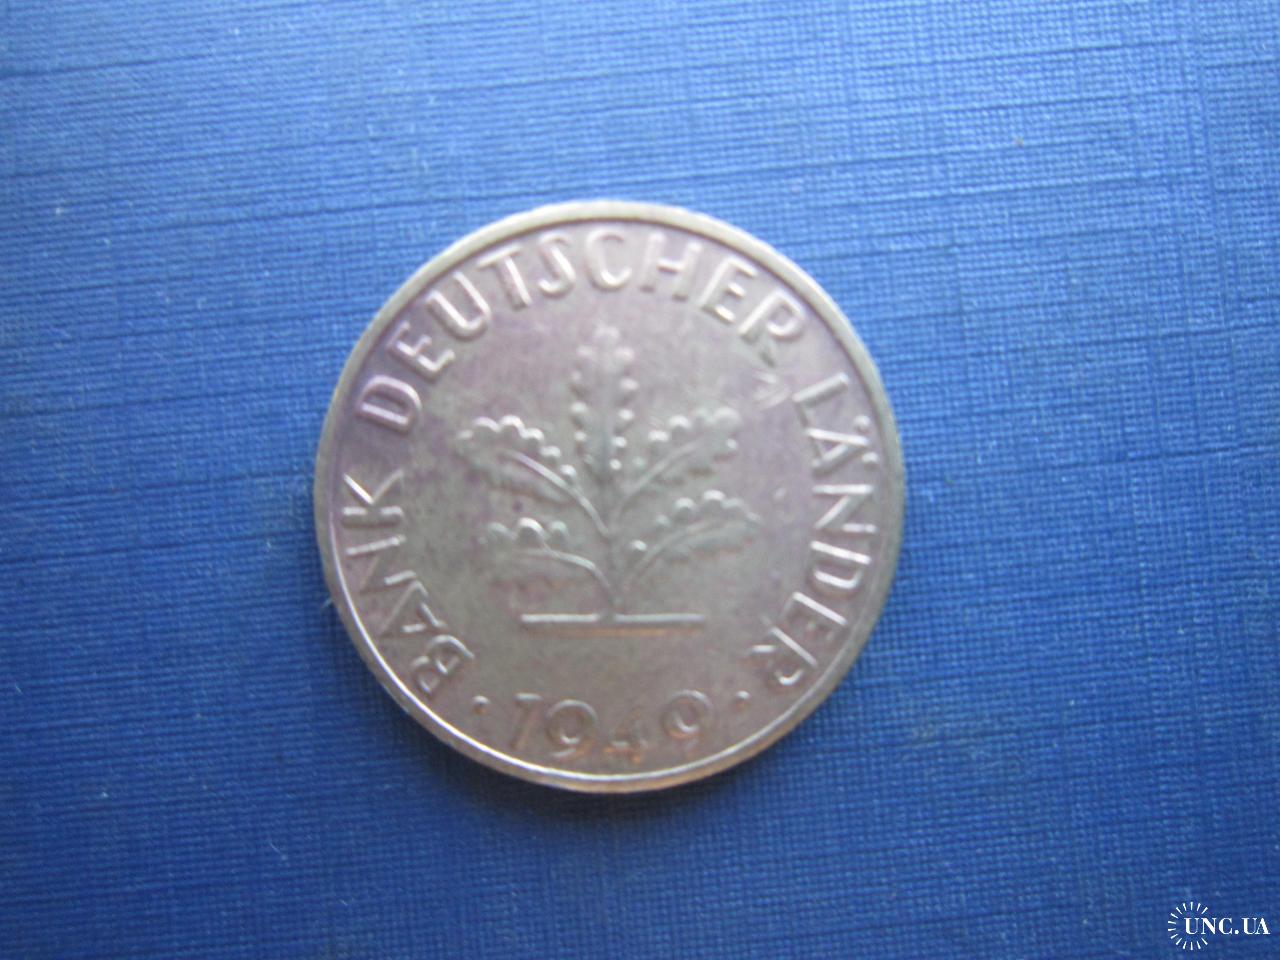 BANK DEUTSCHER LÄNDER
· 1949 ·
UNC.UA